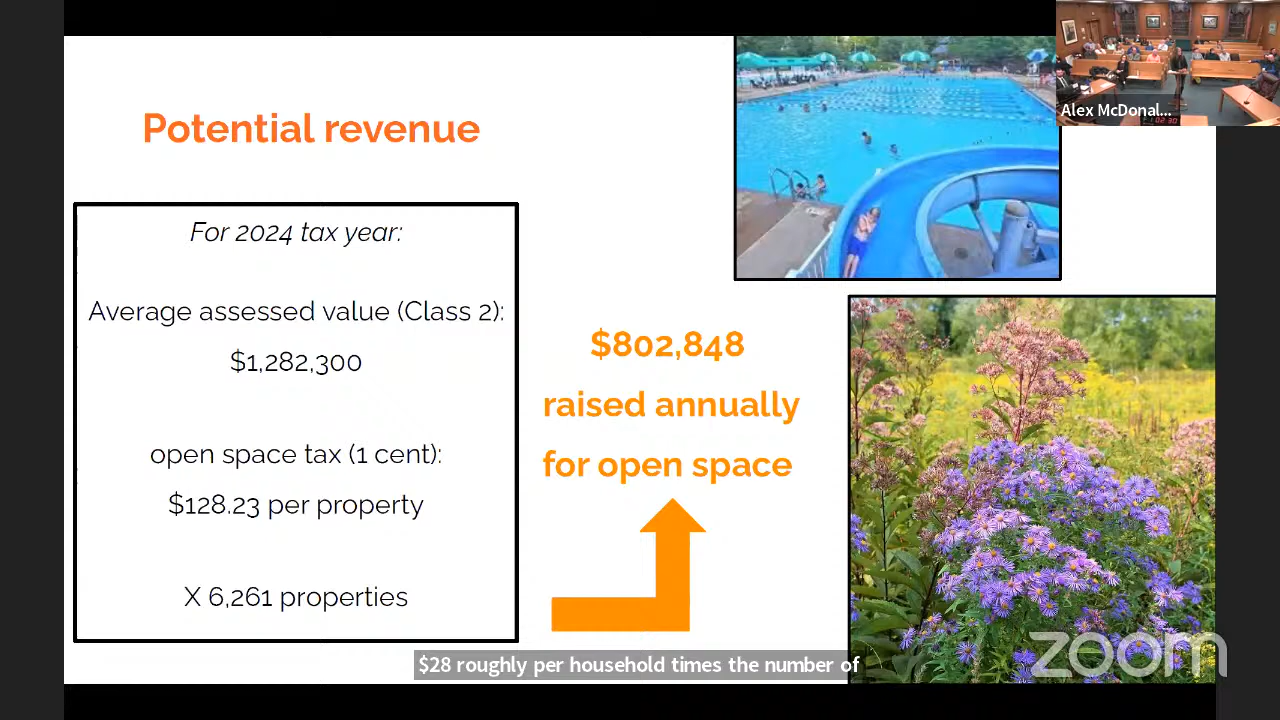 Potential revenue
For 2024 tax year:
Average assessed value (Class 2):
$1,282,300
open space tax (1 cent):
$128.23 per property
X 6,261 properties
$802,848
raised annually
for open space
Alex McDonal...
$28 roughly per household times the number of
zoom